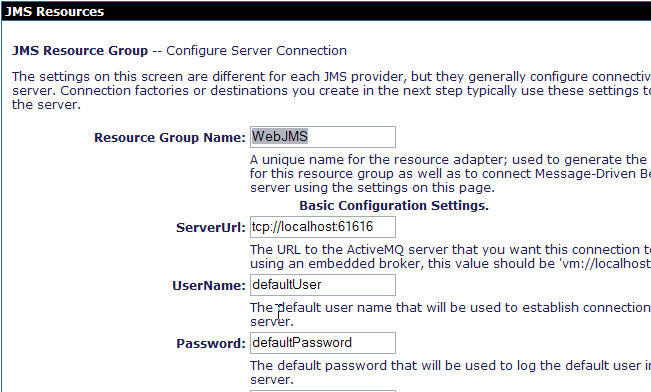 JMS Resources
JMS Resource Group -- Configure Server Connection
The settings on this screen are different for each JMS provider, but they generally configure
server. Connection factories or destinations you create in the next step typically use these settings to
the server.
Resource Group Name: WebJMS
A unique name for the resource adapter; used to generate the
for this resource group as well as to connect Message-Driven
server using the settings on this page.
Basic Configuration Settings.
ServerUrl: tcp://localhost:61616
The URL to the ActiveMQ server that you want this connection
using an embedded broker, this value should be 'vm://localhost
UserName: defaultUser
The default user name that will be used to establish connection
server.
Password: defaultPassword
The default password that will be used to log the default user
server.